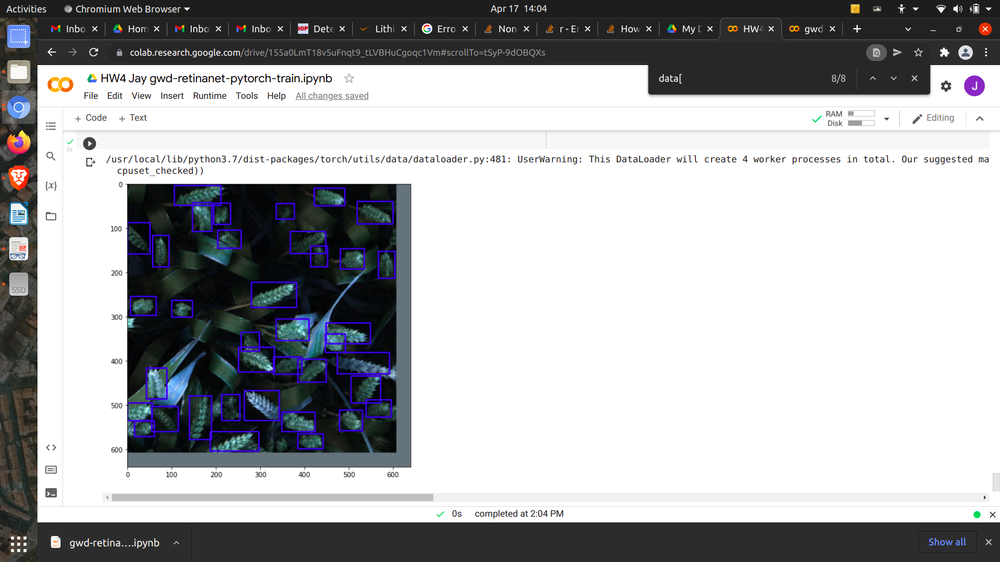 Activities
Chromium Web Browser
Apr 17 14:04
Inbo
Hom
Inbo
Inbo
IOP
Dete
Lithi
Erro
Non
r - Er
How
My D
HW4
gwd
colab.research.google.com/drive/155a0LmT18v5uFnqt9_tLVBHuCgoqc1Vm#scrollTo=tSyP-9dOBQXs
data[
8/8
HW4 Jay gwd-retinanet-pytorch-train.ipynb
J
File Edit View Insert Runtime Tools Help All changes saved
+ Code + Text
RAM
Disk
Editing
3s
/usr/local/lib/python3.7/dist-packages/torch/utils/data/dataloader.py:481: UserWarning: This DataLoader will create 4 worker processes in total. Our suggested ma
cpuset_checked))
0
100
200
300
400
500
600
0 100 200 300 400 500 600
{x}
SSD
0s completed at 2:04 PM
gwd-retina....ipynb
Show all